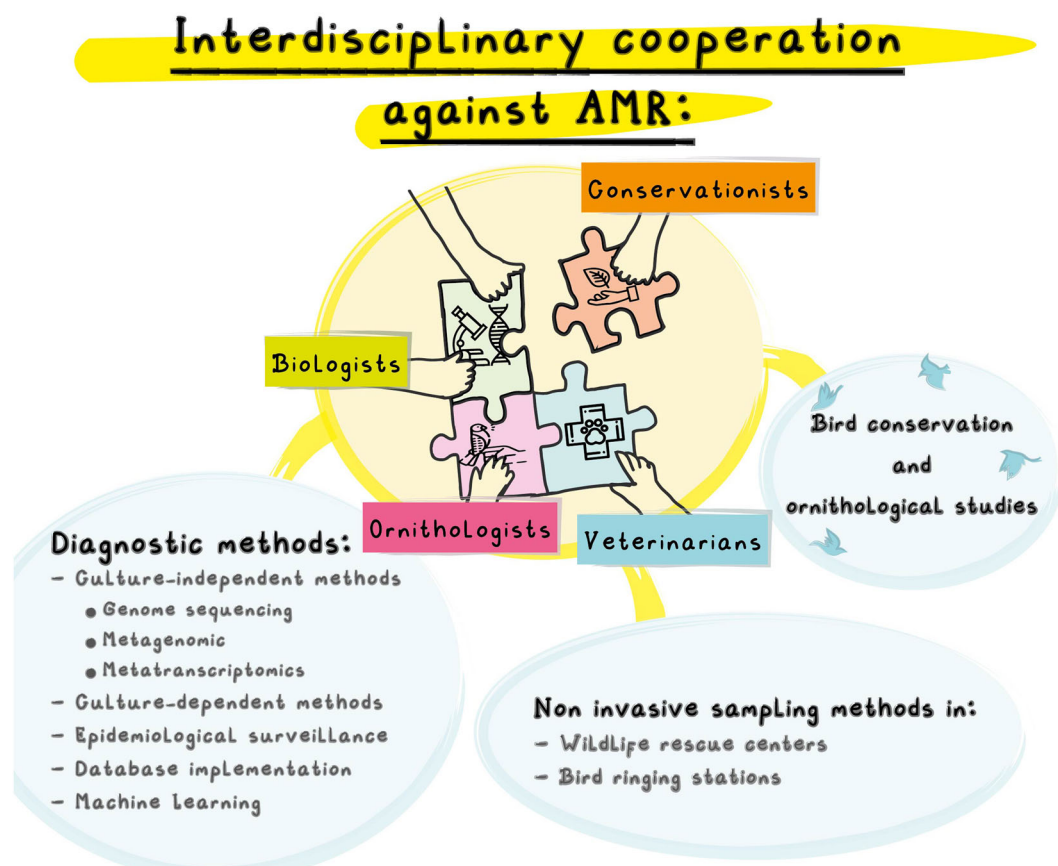 Interdisciplinary cooperation
against AMR:
Conservationists
Biologists
Ornithologists
Veterinarians
Bird conservation
and
ornithological studies
Diagnostic methods:
- Culture-independent methods
• Genome sequencing
• Metagenomic
• Metatranscriptomics
- Culture-dependent methods
- Epidemiological surveillance
- Database implementation
- Machine Learning
Non invasive sampling methods in:
- Wildlife rescue centers
- Bird ringing stations